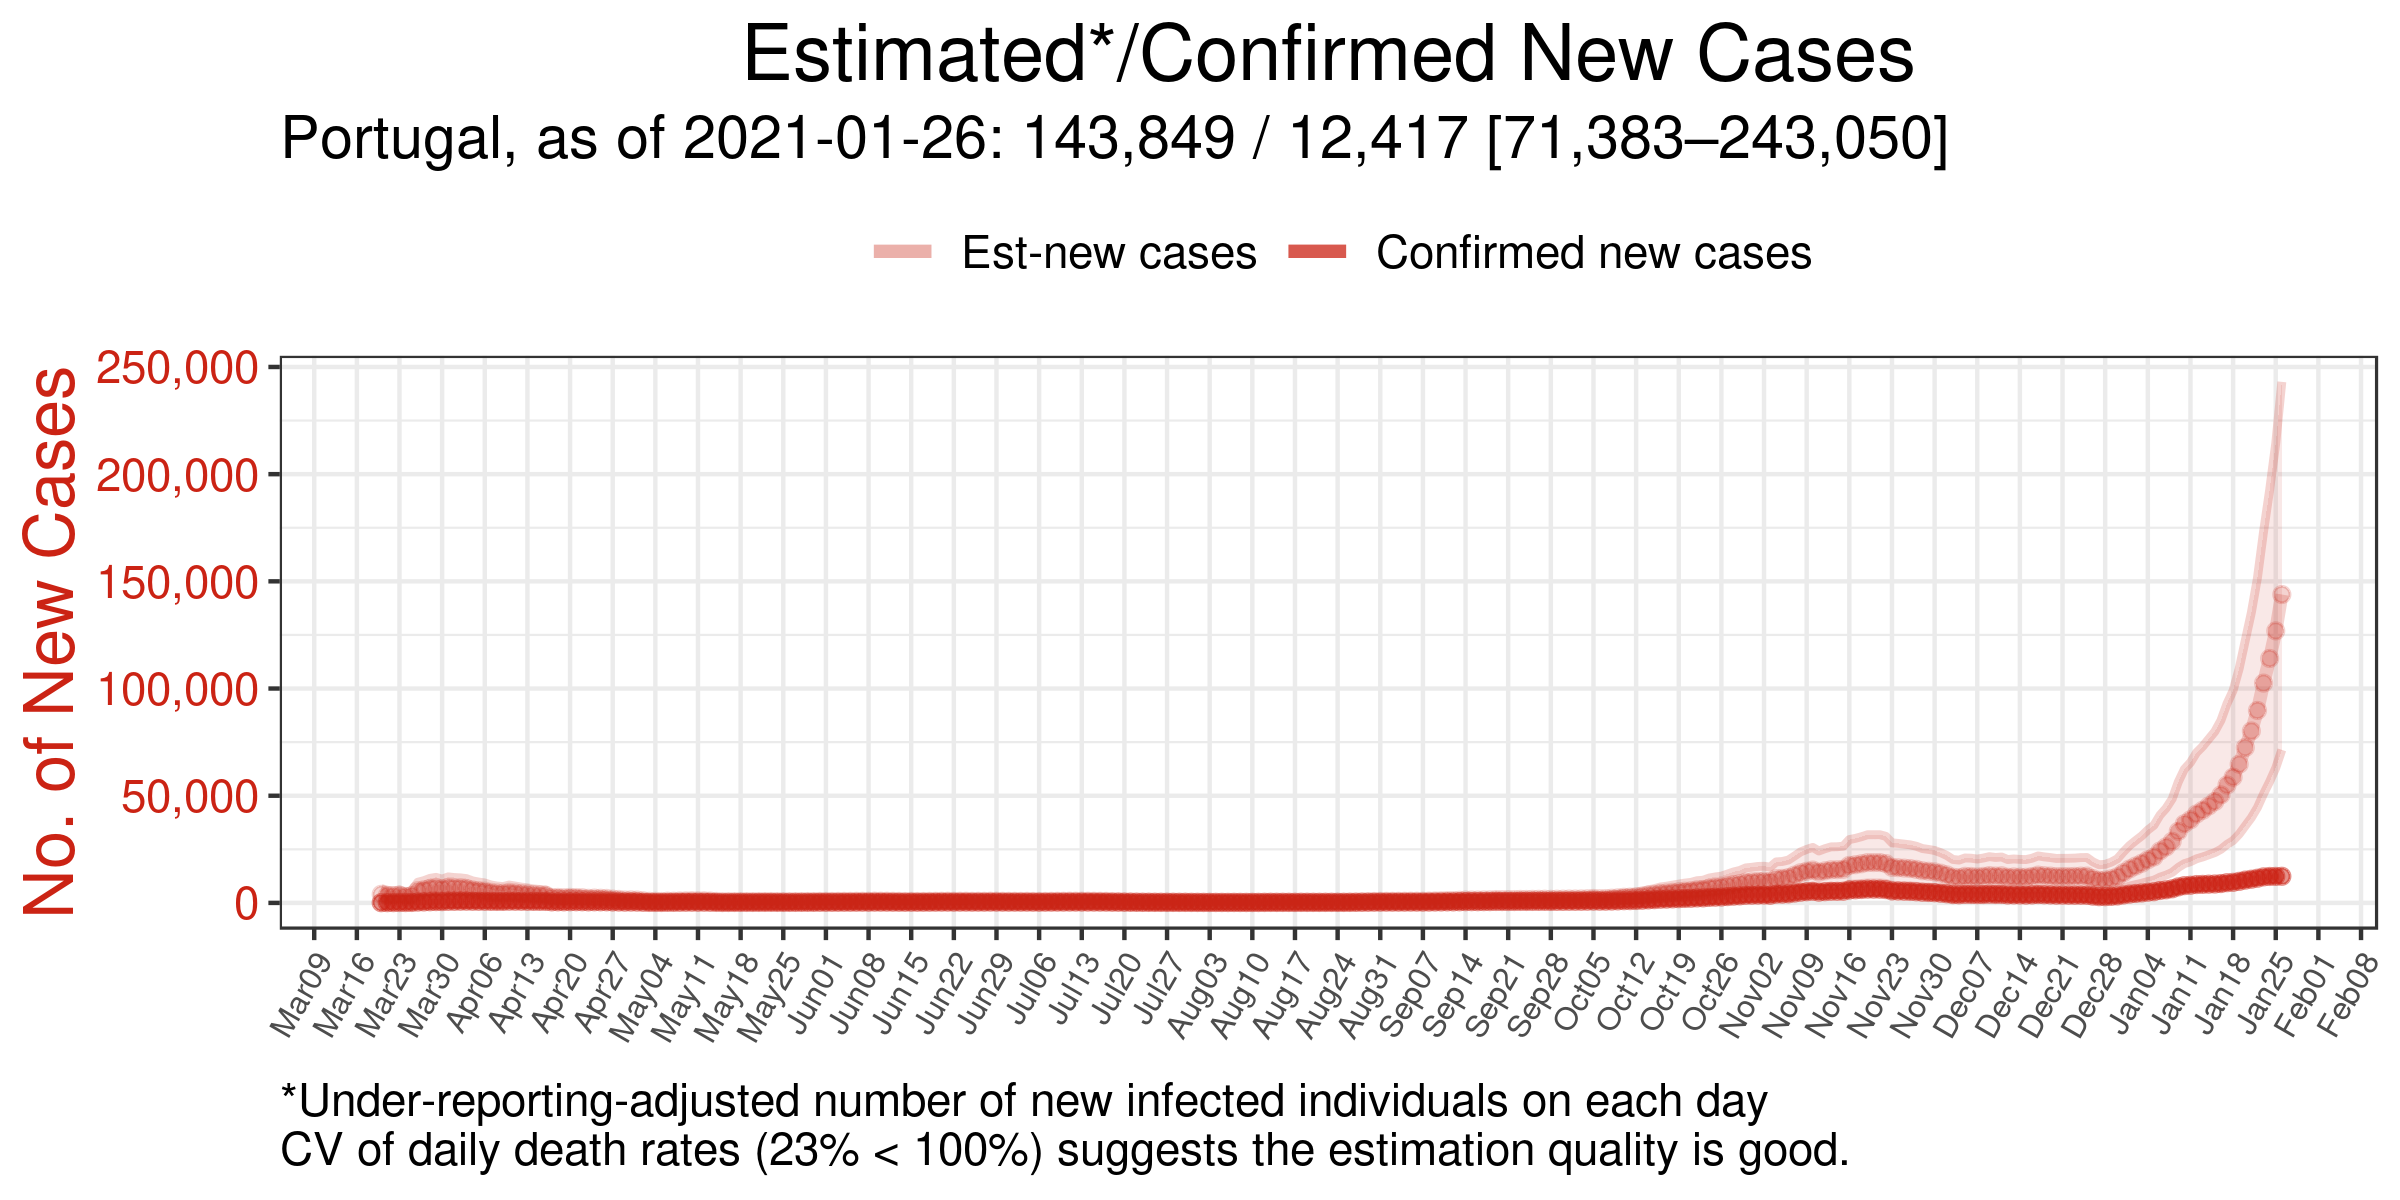 Estimated*/Confirmed New Cases
Portugal, as of 2021-01-26: 143,849 / 12,417 [71,383–243,050]
Est-new cases
Confirmed new cases
No. of New Cases
250,000
200,000
150,000
100,000
50,000
0
Mar09
Mar16
Mar23
Mar30
Apr06
Apr13
Apr20
Apr27
May04
May11
May18
May25
Jun01
Jun08
Jun15
Jun22
Jun29
Jul06
Jul13
Jul20
Jul27
Aug03
Aug10
Aug17
Aug24
Aug31
Sep07
Sep14
Sep21
Sep28
Oct05
Oct12
Oct19
Oct26
Nov02
Nov09
Nov16
Nov23
Nov30
Dec07
Dec14
Dec21
Dec28
Jan04
Jan11
Jan18
Jan25
Feb01
Feb08
*Under-reporting-adjusted number of new infected individuals on each day
CV of daily death rates (23% < 100%) suggests the estimation quality is good.